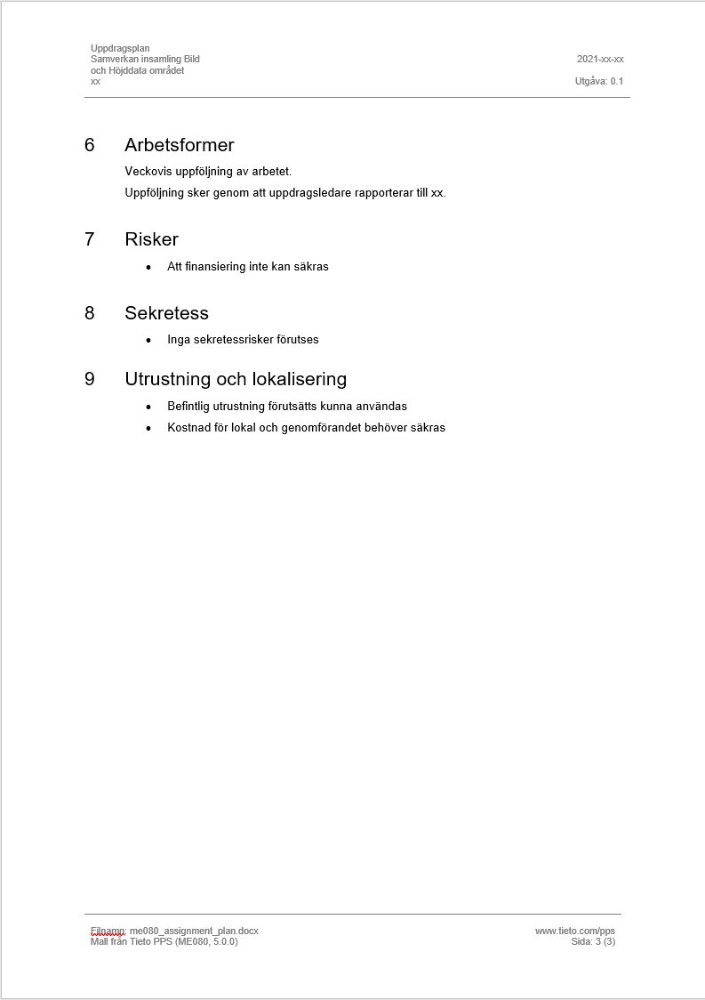 Uppdragsplan
Samverkan insamling Bild
och Höjddata området
xx
2021-xx-xx
Utgåva: 0.1
6 Arbetsformer
Veckovis uppföljning av arbetet.
Uppföljning sker genom att uppdragsledare rapporterar till xx.
7 Risker
• Att finansiering inte kan säkras
8 Sekretess
• Inga sekretessrisker förutses
9 Utrustning och lokalisering
• Befintlig utrustning förutsätts kunna användas
• Kostnad för lokal och genomförandet behöver säkras
Filnamn: me080_assignment_plan.docx
Mall från Tieto PPS (ME080, 5.0.0)
www.tieto.com/pps
Sida: 3 (3)